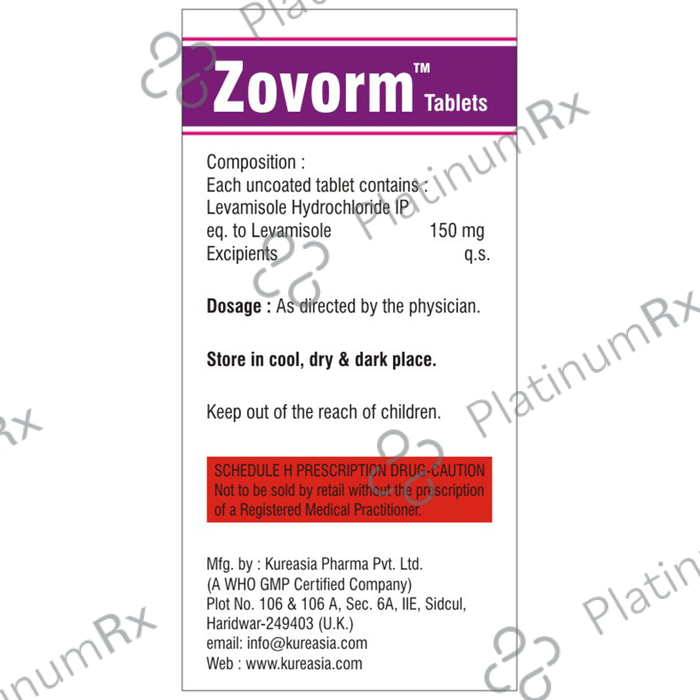 Zovorm™ Tablets
Composition :
Each uncoated tablet contains :
Levamisole Hydrochloride IP
eq. to Levamisole 150 mg
Excipients q.s.
Dosage : As directed by the physician.
Store in cool, dry & dark place.
Keep out of the reach of children.
SCHEDULE H PRESCRIPTION DRUG-CAUTION
Not to be sold by retail without the prescription
of a Registered Medical Practitioner.
Mfg. by : Kureasia Pharma Pvt. Ltd.
(A WHO GMP Certified Company)
Plot No. 106 & 106 A, Sec. 6A, IIE, Sidcul,
Haridwar-249403 (U.K.)
email: info@kureasia.com
Web : www.kureasia.com
PlatinumRx
PlatinumRx
PlatinumRx
Rx
PlatinumRx
PlatinumRx